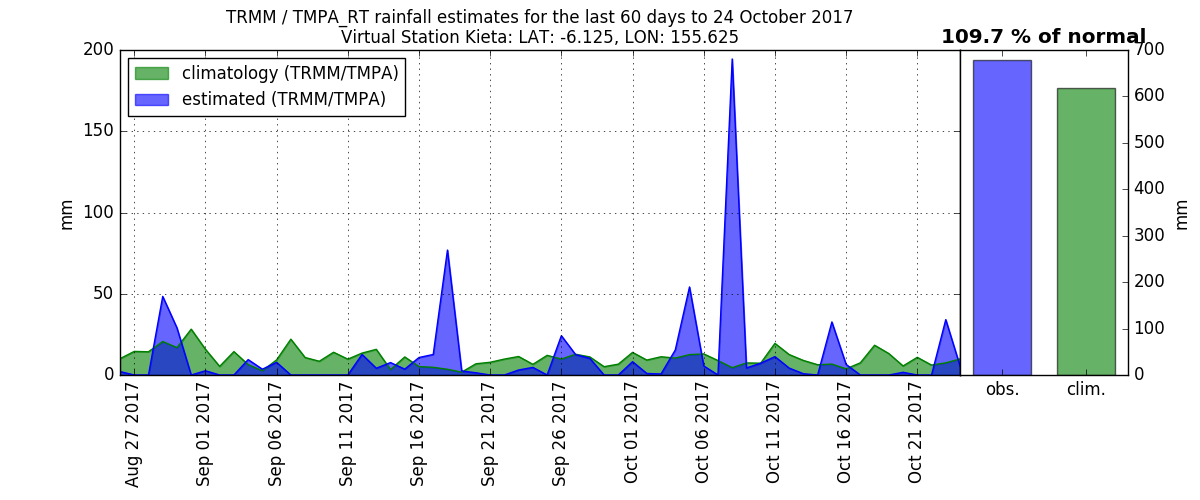 TRMM / TMPA_RT rainfall estimates for the last 60 days to 24 October 2017
Virtual Station Kieta: LAT: -6.125, LON: 155.625
109.7 % of normal
climatology (TRMM/TMPA)
estimated (TRMM/TMPA)
200
150
100
50
0
mm
700
600
500
400
300
200
100
0
mm
obs.
clim.
Aug 27 2017
Sep 01 2017
Sep 06 2017
Sep 11 2017
Sep 16 2017
Sep 21 2017
Sep 26 2017
Oct 01 2017
Oct 06 2017
Oct 11 2017
Oct 16 2017
Oct 21 2017